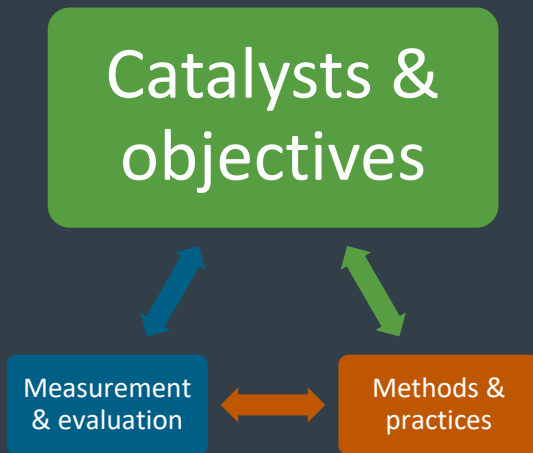 Catalysts &
objectives
Measurement
& evaluation
Methods &
practices